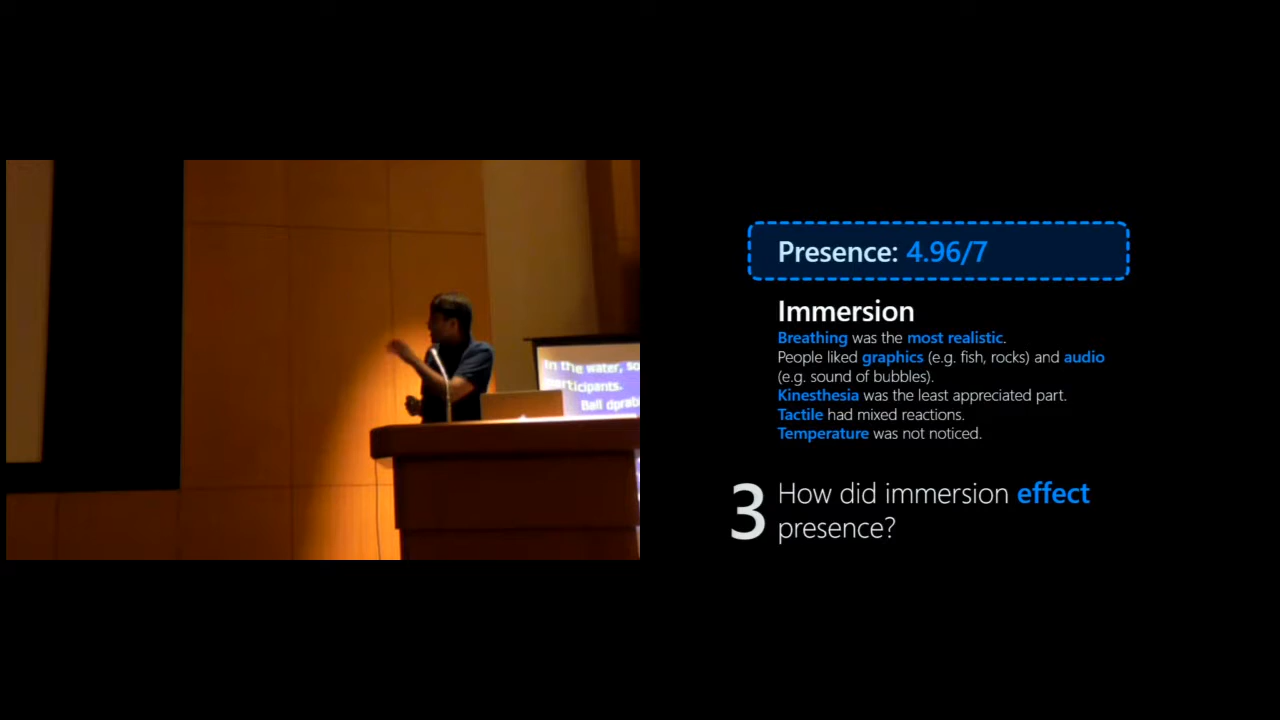 In the water, so
participants.
Ball
Presence: 4.96/7
Immersion
Breathing was the most realistic.
People liked graphics (e.g. fish, rocks) and audio
(e.g. sound of bubbles).
Kinesthesia was the least appreciated part.
Tactile had mixed reactions.
Temperature was not noticed.
3 How did immersion effect
presence?